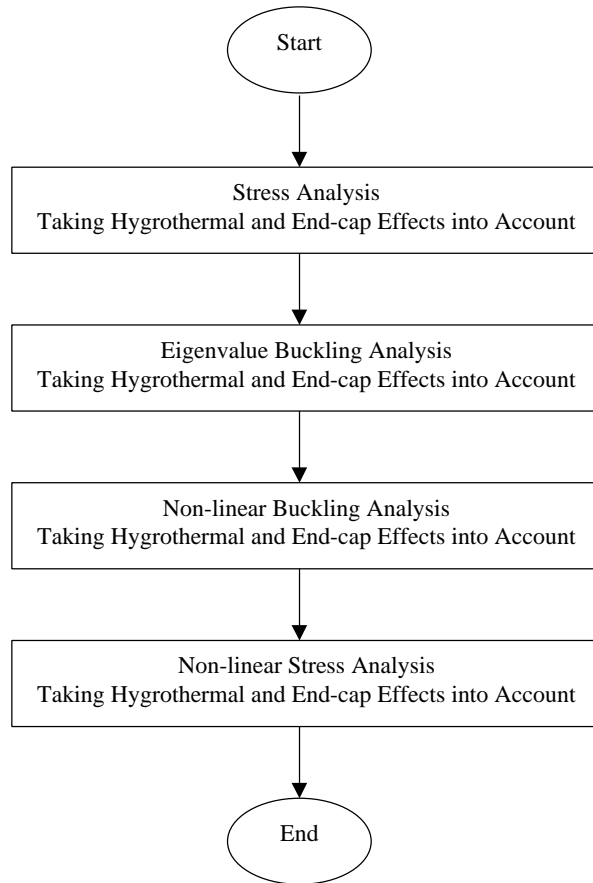 Start
Stress Analysis
Taking Hygrothermal and End-cap Effects into Account
Eigenvalue Buckling Analysis
Taking Hygrothermal and End-cap Effects into Account
Non-linear Buckling Analysis
Taking Hygrothermal and End-cap Effects into Account
Non-linear Stress Analysis
Taking Hygrothermal and End-cap Effects into Account
End